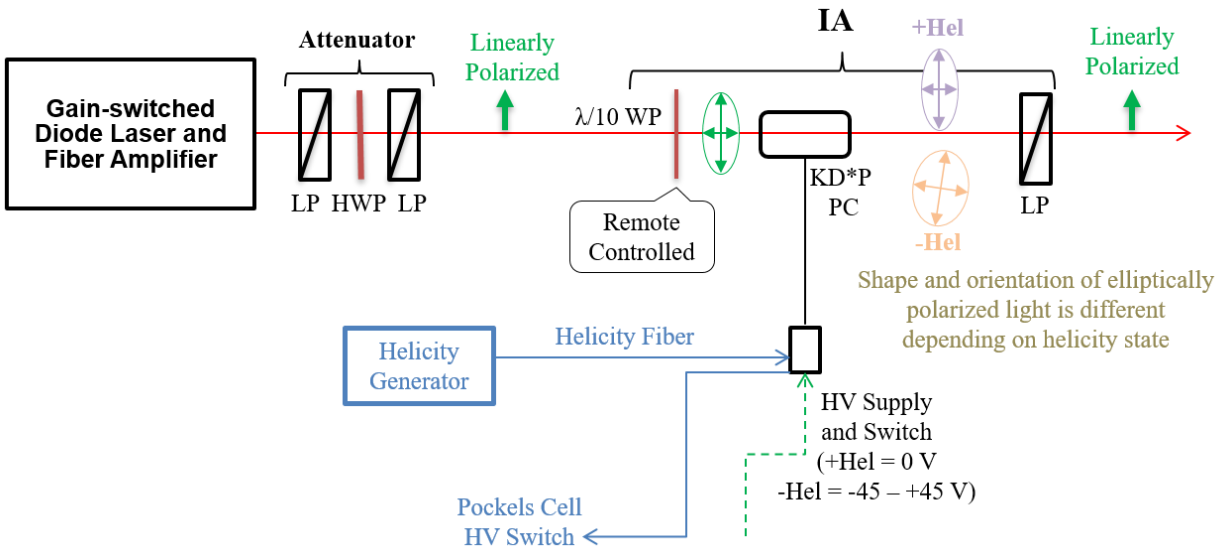 IA
+Hel
Attenuator
Linearly
Polarized
Linearly
Polarized
Gain-switched
Diode Laser and
Fiber Amplifier
λ/10 WP
LP
HWP
LP
KD*P
PC
LP
Remote
Controlled
-Hel
Shape and orientation of elliptically
polarized light is different
depending on helicity state
Helicity
Generator
Helicity Fiber
HV Supply
and Switch
(+Hel = 0 V
-Hel = -45 – +45 V)
Pockels Cell
HV Switch